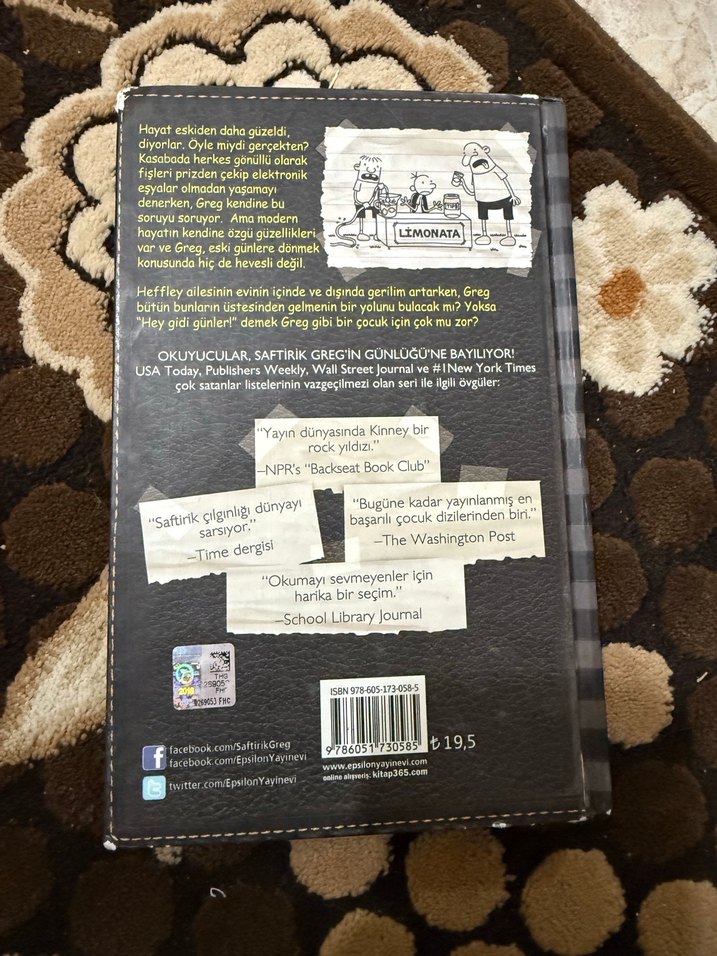 Hayat eskiden daha güzeldi,
diyorlar. Öyle miydi gerçekten?
Kasabada herkes gönüllü olarak
fişleri prizden çekip elektronik
eşyalar olmadan yaşamayı
denerken, Greg kendine bu
soruyu soruyor. Ama modern
hayatın kendine özgü güzellikleri
var ve Greg, eski günlere dönmek
konusunda hiç de hevesli değil.
LİMONATA
Heffley ailesinin evinin içinde ve dışında gerilim artarken, Greg
bütün bunların üstesinden gelmenin bir yolunu bulacak mı? Yoksa
"Hey gidi günler!" demek Greg gibi bir çocuk için çok mu zor?
OKUYUCULAR, SAFTİRİK GREG'İN GÜNLÜĞÜ'NE BAYILIYOR!
USA Today, Publishers Weekly, Wall Street Journal ve #1New York Times
çok satanlar listelerinin vazgeçilmezi olan seri ile ilgili övgüler:
"Yayın dünyasında Kinney bir
rock yıldızı."
–NPR's "Backseat Book Club"
"Saftirik çılgınlığı dünyayı
sarsıyor."
–Time dergisi
"Bugüne kadar yayınlanmış en
başarılı çocuk dizilerinden biri."
–The Washington Post
"Okumayı sevmeyenler için
harika bir seçim."
–School Library Journal
THG
FHC
2018
0269053 FHC
ISBN 978-605-173-058-5
9 786051 730585
₺ 19,5
www.epsilonyayinevi.com
online alışveriş: kitap365.com
facebook.com/SaftirikGreg
facebook.com/EpsilonYayinevi
twitter.com/EpsilonYayinevi